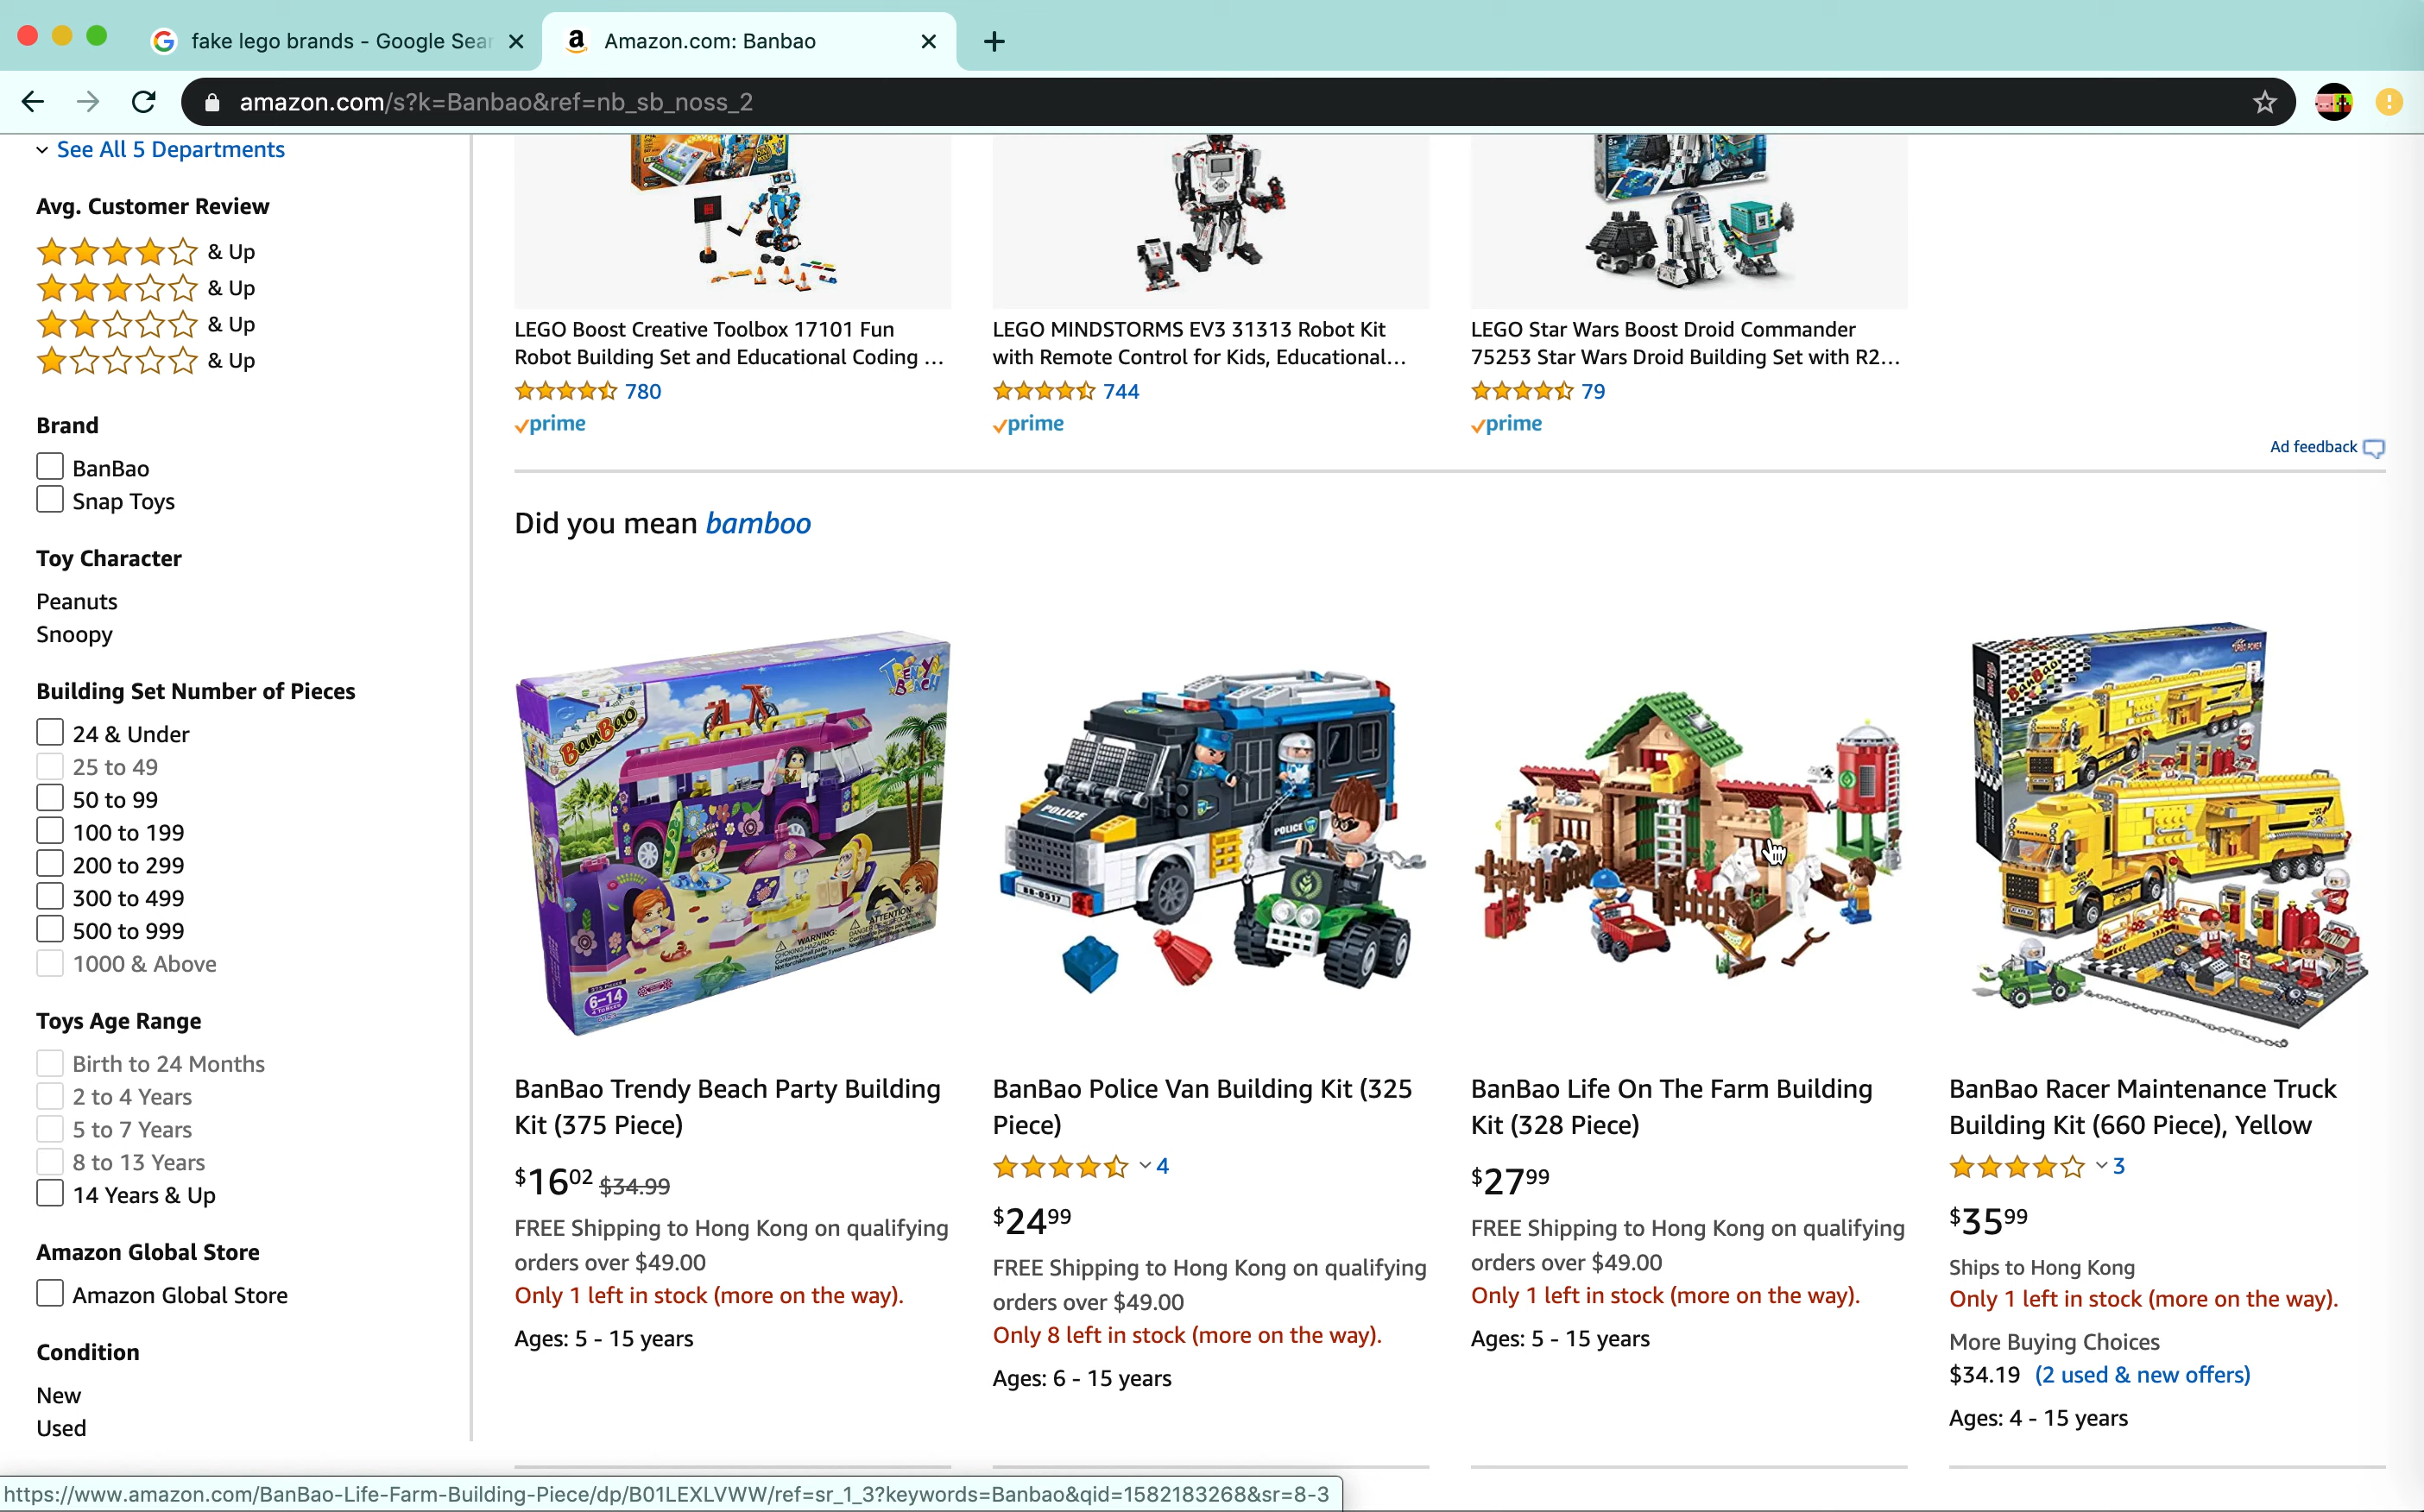 fake lego brands - Google Sear
Amazon.com: Banbao
amazon.com/s?k=Banbao&ref=nb_sb_noss_2
See All 5 Departments
Avg. Customer Review
& Up
& Up
& Up
& Up
Brand
BanBao
Snap Toys
Toy Character
Peanuts
Snoopy
Building Set Number of Pieces
24 & Under
25 to 49
50 to 99
100 to 199
200 to 299
300 to 499
500 to 999
1000 & Above
Toys Age Range
Birth to 24 Months
2 to 4 Years
5 to 7 Years
8 to 13 Years
14 Years & Up
Amazon Global Store
Amazon Global Store
Condition
New
Used
LEGO Boost Creative Toolbox 17101 Fun
Robot Building Set and Educational Coding ...
780
prime
LEGO MINDSTORMS EV3 31313 Robot Kit
with Remote Control for Kids, Educational...
744
prime
LEGO Star Wars Boost Droid Commander
75253 Star Wars Droid Building Set with R2...
79
prime
Ad feedback
Did you mean bamboo
BanBao
TRENDY
BEACH
WARNING:
ATTENTION:
6-14
POLICE
POLICE
BB-0517
BanBao
TURBO POWER
BanBao Trendy Beach Party Building
Kit (375 Piece)
$16.02 $34.99
FREE Shipping to Hong Kong on qualifying
orders over $49.00
Only 1 left in stock (more on the way).
Ages: 5 - 15 years
BanBao Police Van Building Kit (325
Piece)
4
$24.99
FREE Shipping to Hong Kong on qualifying
orders over $49.00
Only 8 left in stock (more on the way).
Ages: 6 - 15 years
BanBao Life On The Farm Building
Kit (328 Piece)
$27.99
FREE Shipping to Hong Kong on qualifying
orders over $49.00
Only 1 left in stock (more on the way).
Ages: 5 - 15 years
BanBao Racer Maintenance Truck
Building Kit (660 Piece), Yellow
3
$35.99
Ships to Hong Kong
Only 1 left in stock (more on the way).
More Buying Choices
$34.19 (2 used & new offers)
Ages: 4 - 15 years
https://www.amazon.com/BanBao-Life-Farm-Building-Piece/dp/B01LEXLVWW/ref=sr_1_3?keywords=Banbao&qid=1582183268&sr=8-3